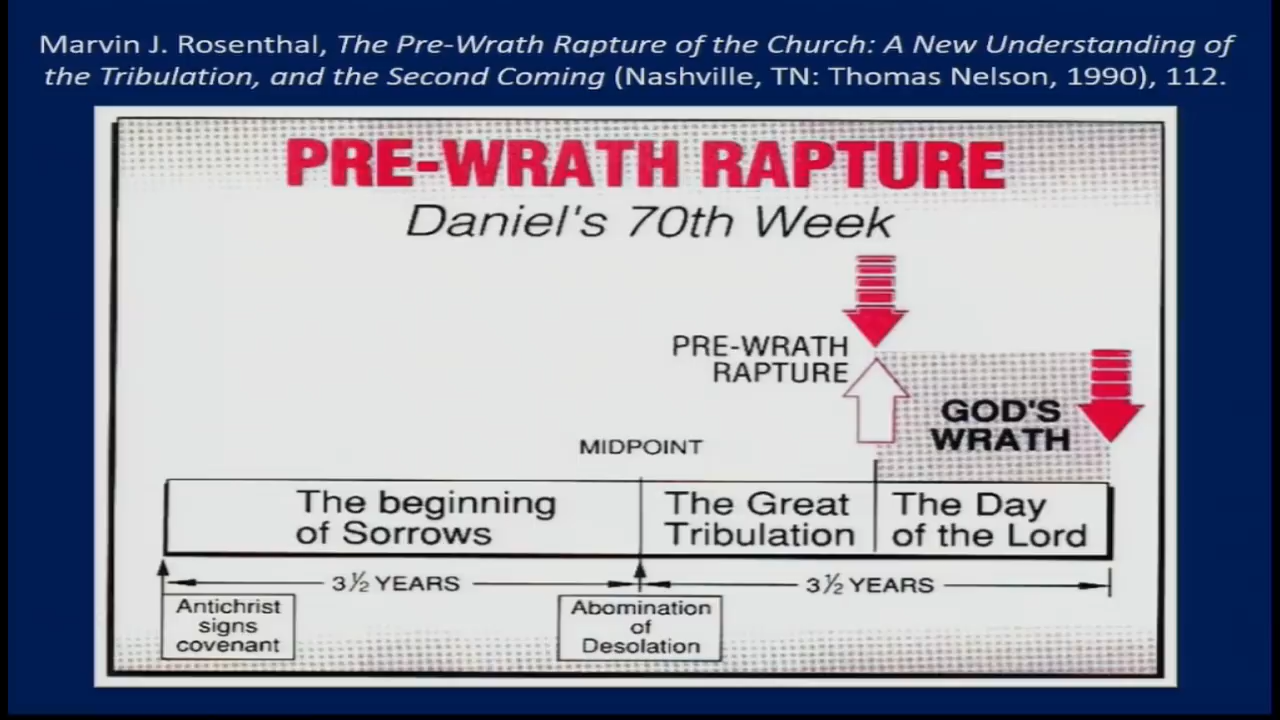 Marvin J. Rosenthal, The Pre-Wrath Rapture of the Church: A New Understanding of
the Tribulation, and the Second Coming (Nashville, TN: Thomas Nelson, 1990), 112.
PRE-WRATH RAPTURE
Daniel's 70th Week
PRE-WRATH
RAPTURE
GOD'S
WRATH
MIDPOINT
The beginning
of Sorrows
The Great
Tribulation
The Day
of the Lord
3½ YEARS
3½ YEARS
Antichrist
signs
covenant
Abomination
of
Desolation